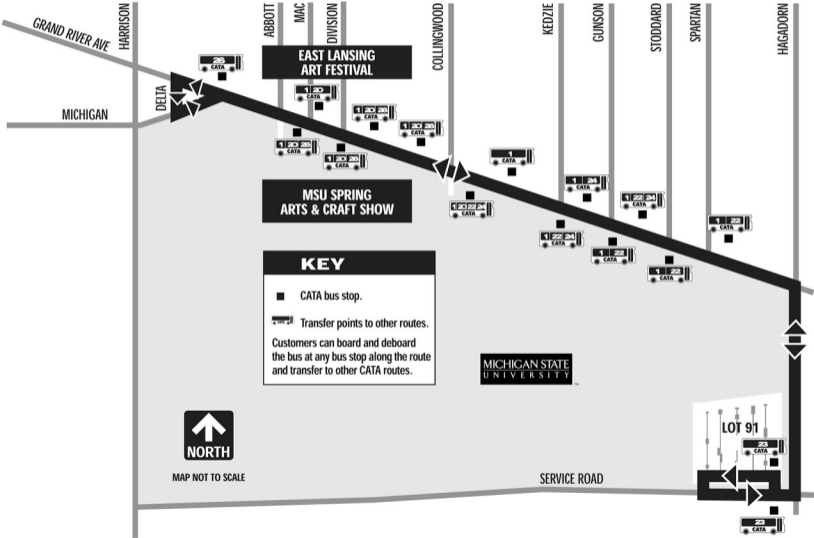 GRAND RIVER AVE
HARRISON
ABBOTT
MAC
DIVISION
COLLINGWOOD
KEDZIE
GUNSON
STODDARD
SPARTAN
HAGADORN
MICHIGAN
DELTA
26
CATA
EAST LANSING
ART FESTIVAL
1 20
CATA
1 20 26
CATA
1 20 26
CATA
1 20 26
CATA
1 20 26
CATA
1
CATA
1 24
CATA
1 22 24
CATA
1 22
CATA
MSU SPRING
ARTS & CRAFT SHOW
1 20 22 24
CATA
1 22 24
CATA
1 22
CATA
1 22
CATA
KEY
CATA bus stop.
CATA
Transfer points to other routes.
Customers can board and deboard
the bus at any bus stop along the route
and transfer to other CATA routes.
MICHIGAN STATE
UNIVERSITY
NORTH
MAP NOT TO SCALE
LOT 91
23
CATA
SERVICE ROAD
23
CATA